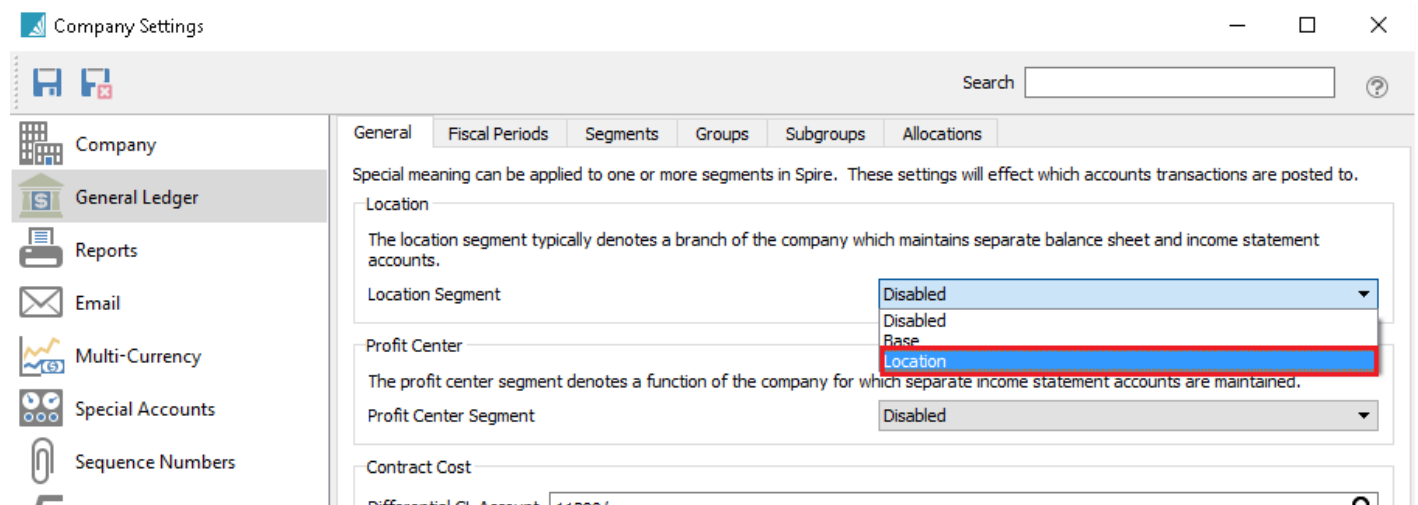 Company Settings
Search
Company
General Ledger
Reports
Email
Multi-Currency
Special Accounts
Sequence Numbers
General Fiscal Periods Segments Groups Subgroups Allocations
Special meaning can be applied to one or more segments in Spire. These settings will effect which accounts transactions are posted to.
Location
The location segment typically denotes a branch of the company which maintains separate balance sheet and income statement
accounts.
Location Segment Disabled
Disabled
Base
Location
Profit Center
The profit center segment denotes a function of the company for which separate income statement accounts are maintained.
Profit Center Segment Disabled
Contract Cost
Differential GL Account